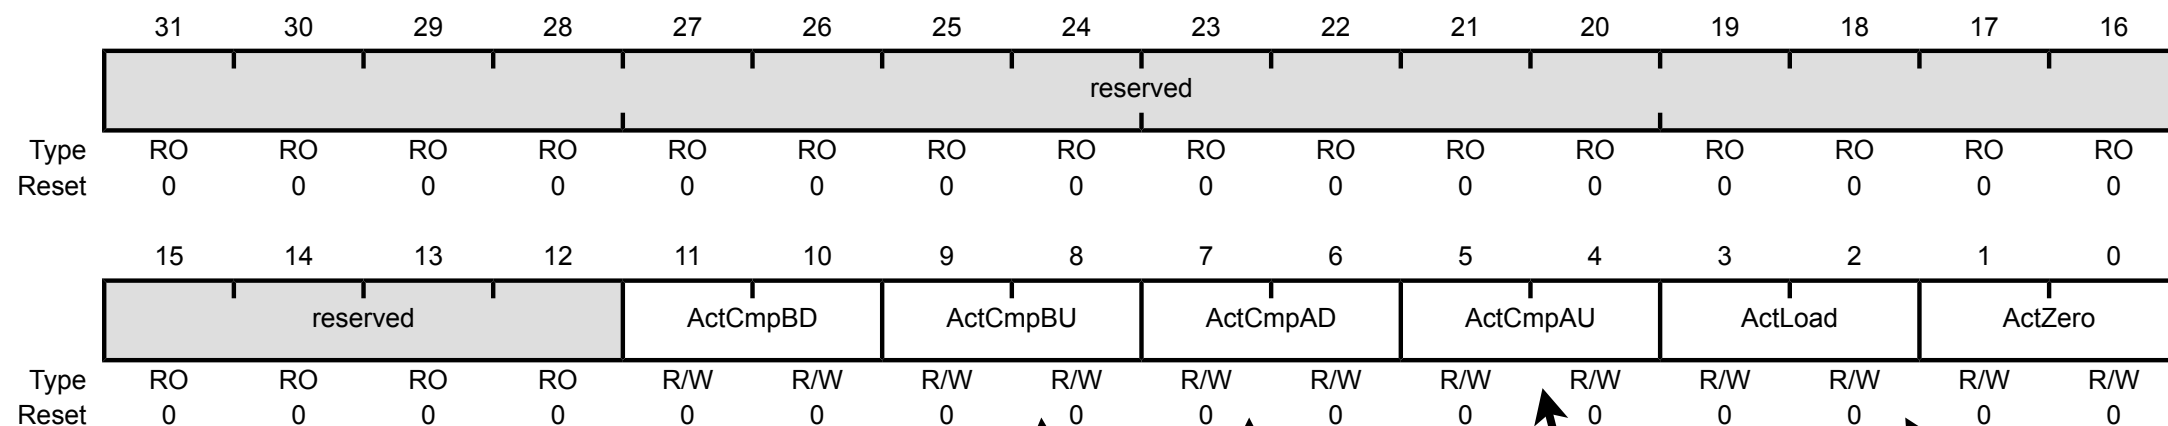 31 30 29 28 27 26 25 24 23 22 21 20 19 18 17 16
reserved
Type RO RO RO RO RO RO RO RO RO RO RO RO RO RO RO RO
Reset 0 0 0 0 0 0 0 0 0 0 0 0 0 0 0 0
15 14 13 12 11 10 9 8 7 6 5 4 3 2 1 0
reserved ActCmpBD ActCmpBU ActCmpAD ActCmpAU ActLoad ActZero
Type RO RO RO RO R/W R/W R/W R/W R/W R/W R/W R/W R/W R/W R/W R/W
Reset 0 0 0 0 0 0 0 0 0 0 0 0 0 0 0 0